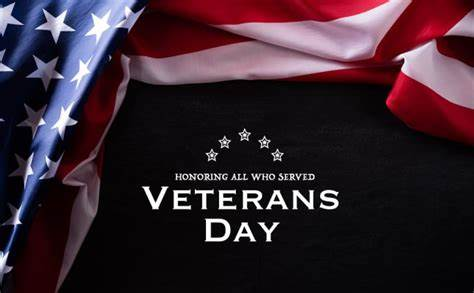 HONORING ALL WHO SERVED
VETERANS
DAY